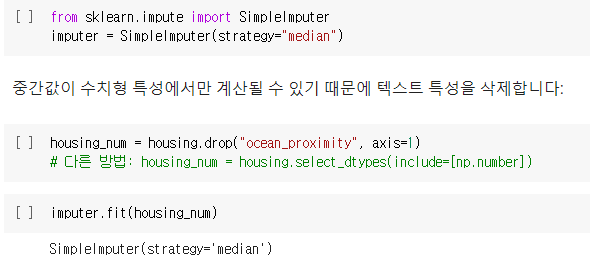 [ ] from sklearn.impute import SimpleImputer
imputer = SimpleImputer(strategy="median")
중간값이 수치형 특성에서만 계산될 수 있기 때문에 텍스트 특성을 삭제합니다:
[ ] housing_num = housing.drop("ocean_proximity", axis=1)
# 다른 방법: housing_num = housing.select_dtypes(include=[np.number])
[ ] imputer.fit(housing_num)
SimpleImputer(strategy='median')